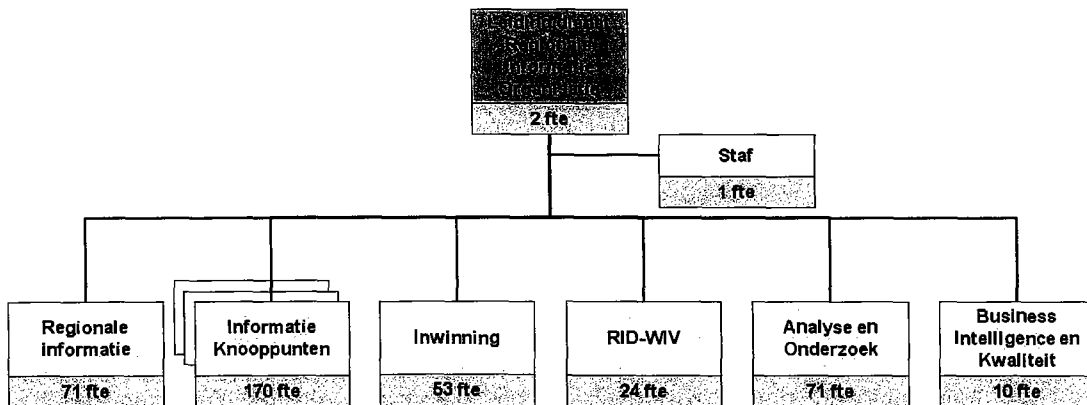 Informatie
2 fte
Staf
1 fte
Regionale
informatie
71 fte
Informatie
Knooppunten
170 fte
Inwinning
53 fte
RID-WIV
24 fte
Analyse en
Onderzoek
71 fte
Business
Intelligence en
Kwaliteit
10 fte